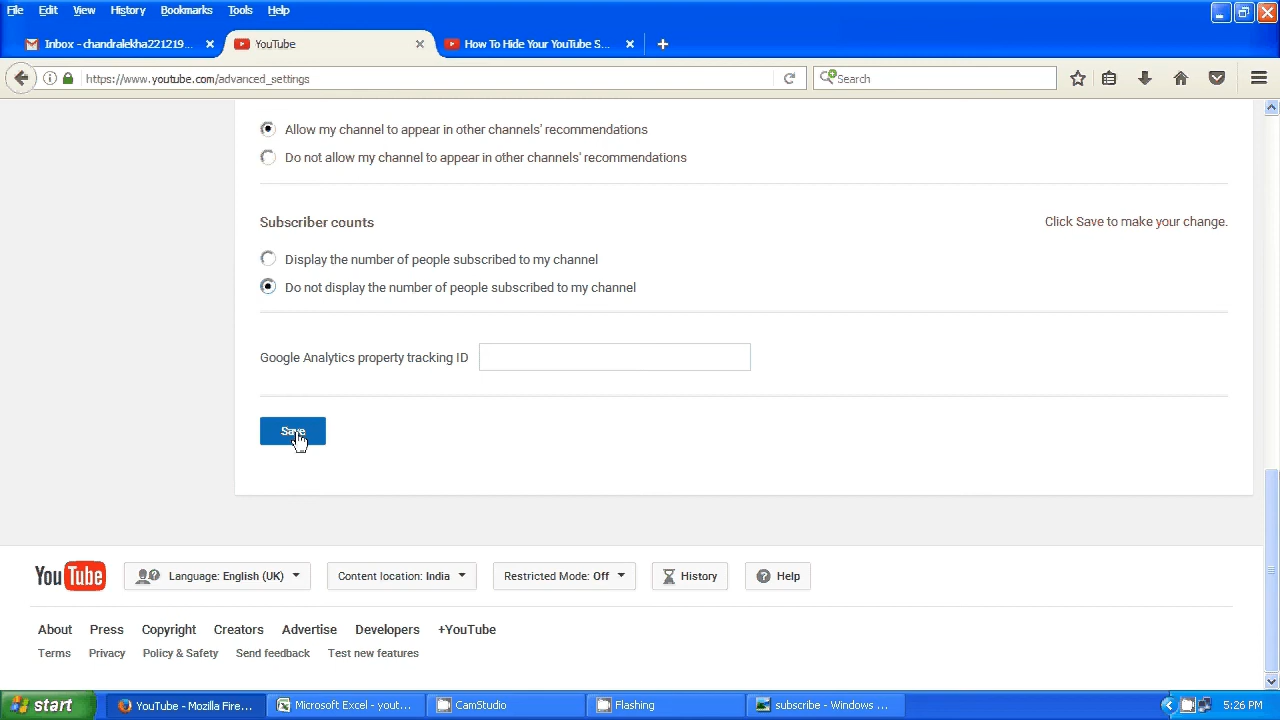 File Edit View History Bookmarks Tools Help
Inbox - chandralekha221219...
YouTube
How To Hide Your YouTube S...
https://www.youtube.com/advanced_settings
Search
Allow my channel to appear in other channels' recommendations
Do not allow my channel to appear in other channels' recommendations
Subscriber counts
Click Save to make your change.
Display the number of people subscribed to my channel
Do not display the number of people subscribed to my channel
Google Analytics property tracking ID
Save
YouTube
Language: English (UK)
Content location: India
Restricted Mode: Off
History
Help
About Press Copyright Creators Advertise Developers +YouTube
Terms Privacy Policy & Safety Send feedback Test new features
start
YouTube - Mozilla Fire...
Microsoft Excel - yout...
CamStudio
Flashing
subscribe - Windows ...
5:26 PM